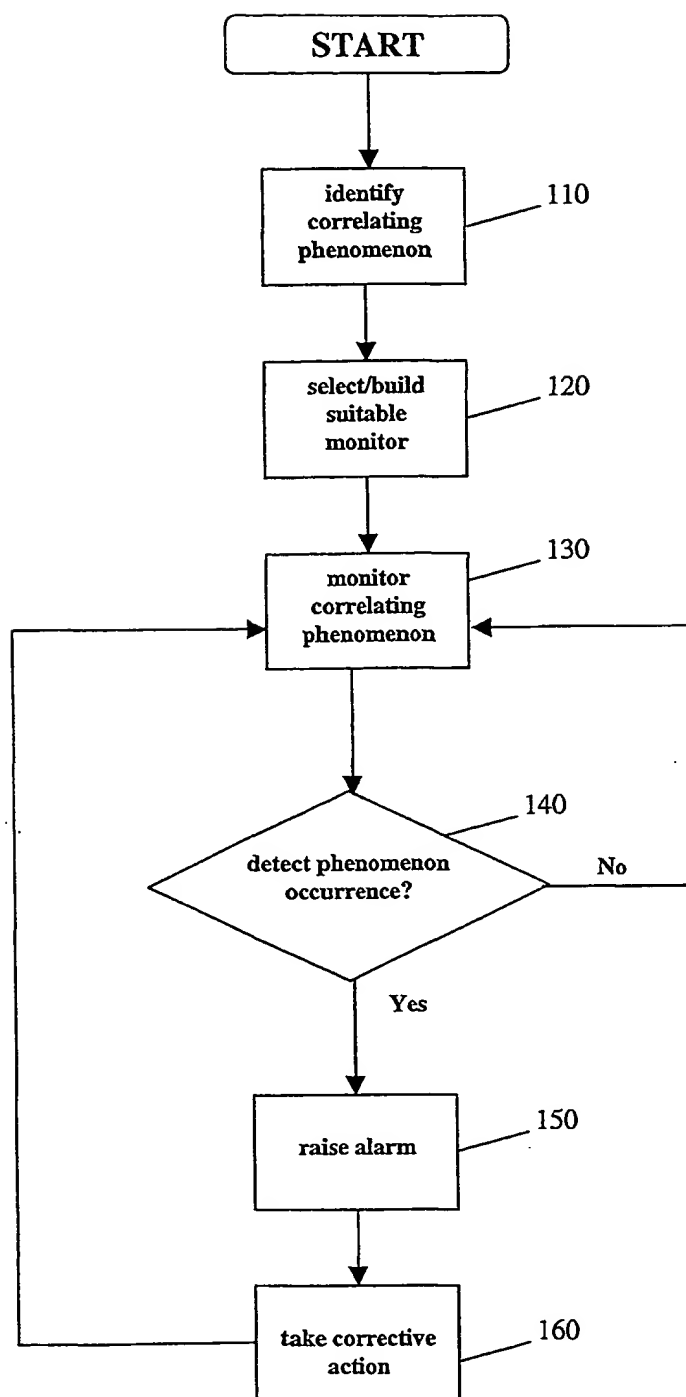 START
identify
correlating
phenomenon
110
select/build
suitable
monitor
120
monitor
correlating
phenomenon
130
detect phenomenon
occurrence?
140
No
Yes
raise alarm
150
take corrective
action
160